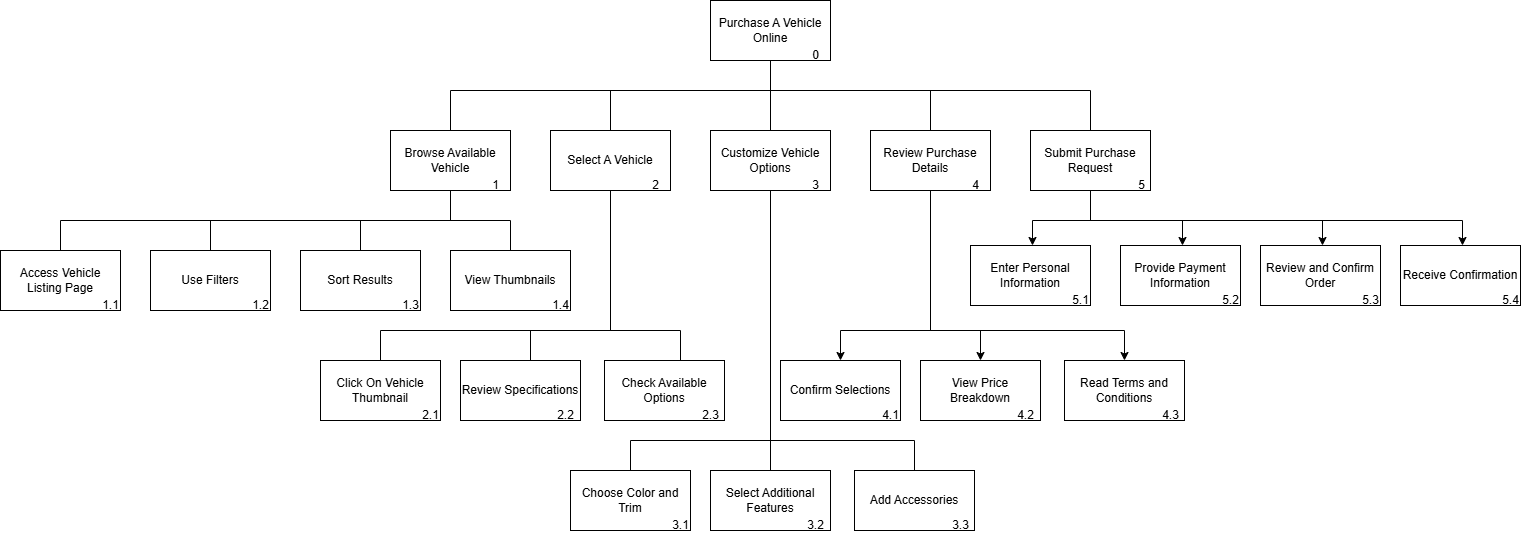 Purchase A Vehicle
Online
0
Browse Available
Vehicle
1
Select A Vehicle
2
Customize Vehicle
Options
3
Review Purchase
Details
4
Submit Purchase
Request
5
Access Vehicle
Listing Page
1.1
Use Filters
1.2
Sort Results
1.3
View Thumbnails
1.4
Enter Personal
Information
5.1
Provide Payment
Information
5.2
Review and Confirm
Order
5.3
Receive Confirmation
5.4
Click On Vehicle
Thumbnail
2.1
Review Specifications
2.2
Check Available
Options
2.3
Confirm Selections
4.1
View Price
Breakdown
4.2
Read Terms and
Conditions
4.3
Choose Color and
Trim
3.1
Select Additional
Features
3.2
Add Accessories
3.3